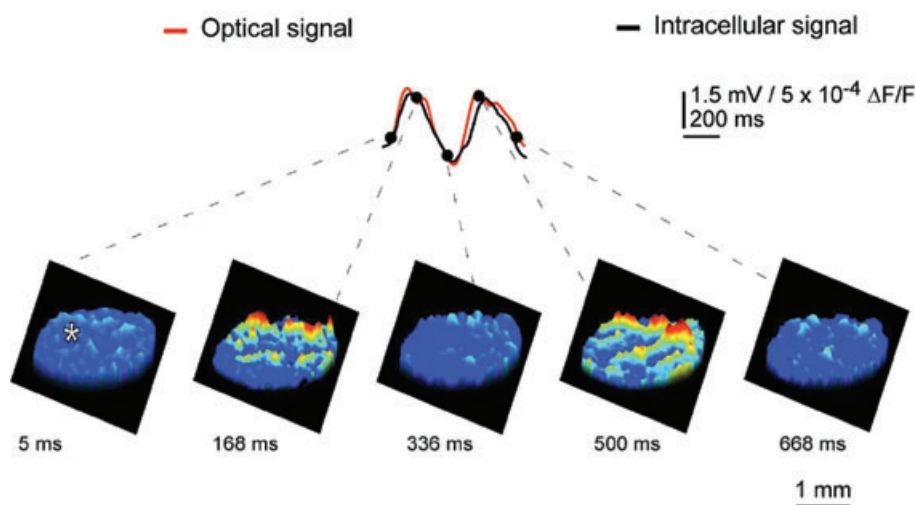 Optical signal
Intracellular signal
1.5 mV / 5 x 10⁻⁴ ΔF/F
200 ms
*
5 ms
168 ms
336 ms
500 ms
668 ms
1 mm